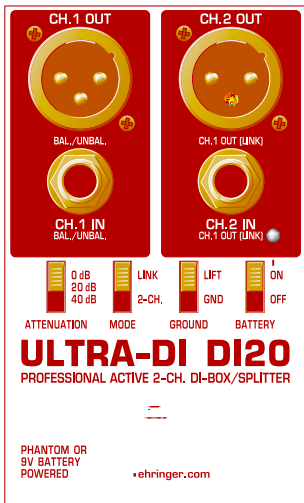 CH.1 OUT
CH.2 OUT
BAL./UNBAL.
CH.1 OUT (LINK)
CH.1 IN
BAL./UNBAL.
CH.2 IN
CH.1 OUT (LINK)
0 dB
20 dB
40 dB
LINK
2-CH.
LIFT
GND
ON
OFF
ATTENUATION
MODE
GROUND
BATTERY
ULTRA-DI DI20
PROFESSIONAL ACTIVE 2-CH. DI-BOX/SPLITTER
PHANTOM OR
9V BATTERY
POWERED
ehringer.com